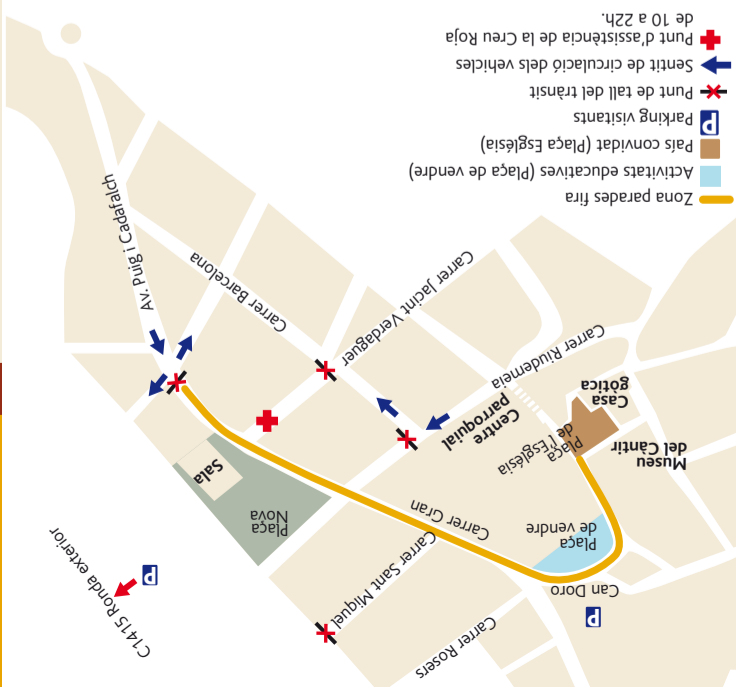 Carrer Rosers
P
Can Doro
Carrer Sant Miquel
C1415 Ronda exterior
P
Plaça
de vendre
Carrer Gran
Plaça
Nova
Sala
Museu
del Càntir
Plaça
de l'Església
Casa
gòtica
Centre
parroquial
Carrer Riudemeia
Carrer Jacint Verdaguer
Carrer Barcelona
Av. Puig i Cadafalch
Zona parades fira
Activitats educatives (Plaça de vendre)
País convidat (Plaça Església)
P Parking visitants
Punt de tall del trànsit
Sentit de circulació dels vehicles
Punt d'assistència de la Creu Roja
de 10 a 22h.